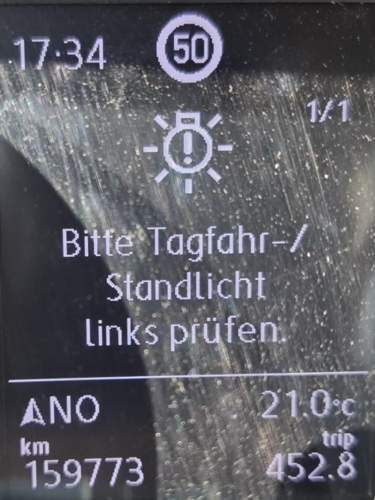 17:34
50
1/1
Bitte Tagfahr-/
Standlicht
links prüfen.
NO 21.0°C
km trip
159773 452.8